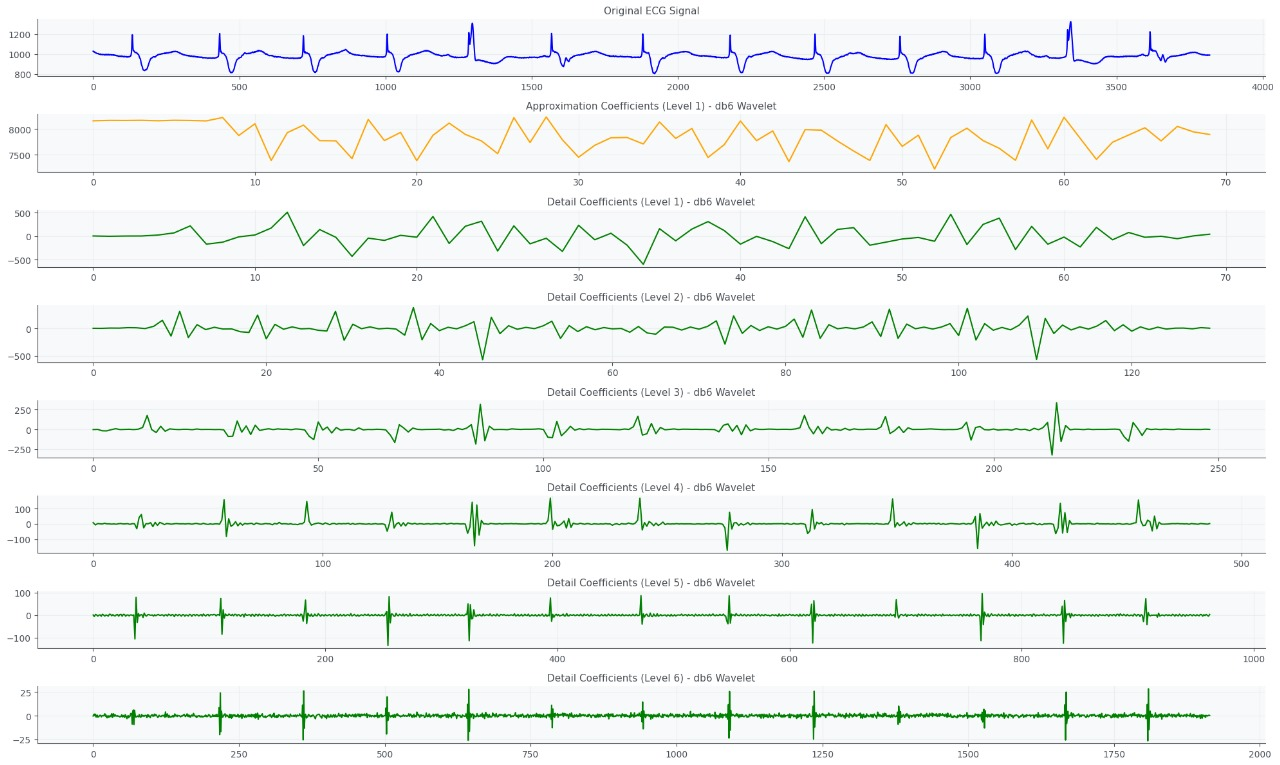 Original ECG Signal
1200
1000
800
0 500 1000 1500 2000 2500 3000 3500 4000
Approximation Coefficients (Level 1) - db6 Wavelet
8000
7500
0 10 20 30 40 50 60 70
Detail Coefficients (Level 1) - db6 Wavelet
500
0
−500
0 10 20 30 40 50 60 70
Detail Coefficients (Level 2) - db6 Wavelet
0
−500
0 20 40 60 80 100 120
Detail Coefficients (Level 3) - db6 Wavelet
250
0
−250
0 50 100 150 200 250
Detail Coefficients (Level 4) - db6 Wavelet
100
0
−100
0 100 200 300 400 500
Detail Coefficients (Level 5) - db6 Wavelet
100
0
−100
0 200 400 600 800 1000
Detail Coefficients (Level 6) - db6 Wavelet
25
0
−25
0 250 500 750 1000 1250 1500 1750 2000